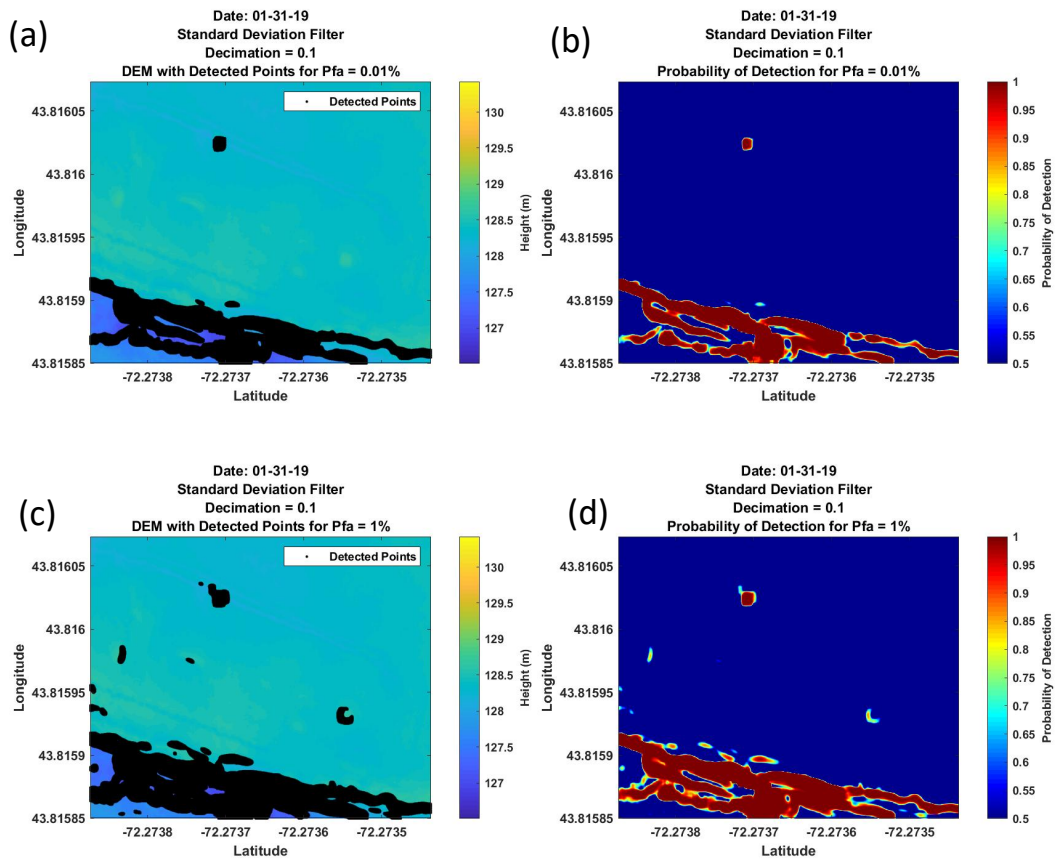 (a)
Date: 01-31-19
Standard Deviation Filter
Decimation = 0.1
DEM with Detected Points for Pfa = 0.01%
Detected Points
43.81605
43.816
43.81595
43.8159
43.81585
Longitude
-72.2738 -72.2737 -72.2736 -72.2735
Latitude
130
129.5
129
128.5
128
127.5
127
Height (m)
(b)
Date: 01-31-19
Standard Deviation Filter
Decimation = 0.1
Probability of Detection for Pfa = 0.01%
43.81605
43.816
43.81595
43.8159
43.81585
Longitude
-72.2738 -72.2737 -72.2736 -72.2735
Latitude
1
0.95
0.9
0.85
0.8
0.75
0.7
0.65
0.6
0.55
0.5
Probability of Detection
(c)
Date: 01-31-19
Standard Deviation Filter
Decimation = 0.1
DEM with Detected Points for Pfa = 1%
Detected Points
43.81605
43.816
43.81595
43.8159
43.81585
Longitude
-72.2738 -72.2737 -72.2736 -72.2735
Latitude
130
129.5
129
128.5
128
127.5
127
Height (m)
(d)
Date: 01-31-19
Standard Deviation Filter
Decimation = 0.1
Probability of Detection for Pfa = 1%
43.81605
43.816
43.81595
43.8159
43.81585
Longitude
-72.2738 -72.2737 -72.2736 -72.2735
Latitude
1
0.95
0.9
0.85
0.8
0.75
0.7
0.65
0.6
0.55
0.5
Probability of Detection